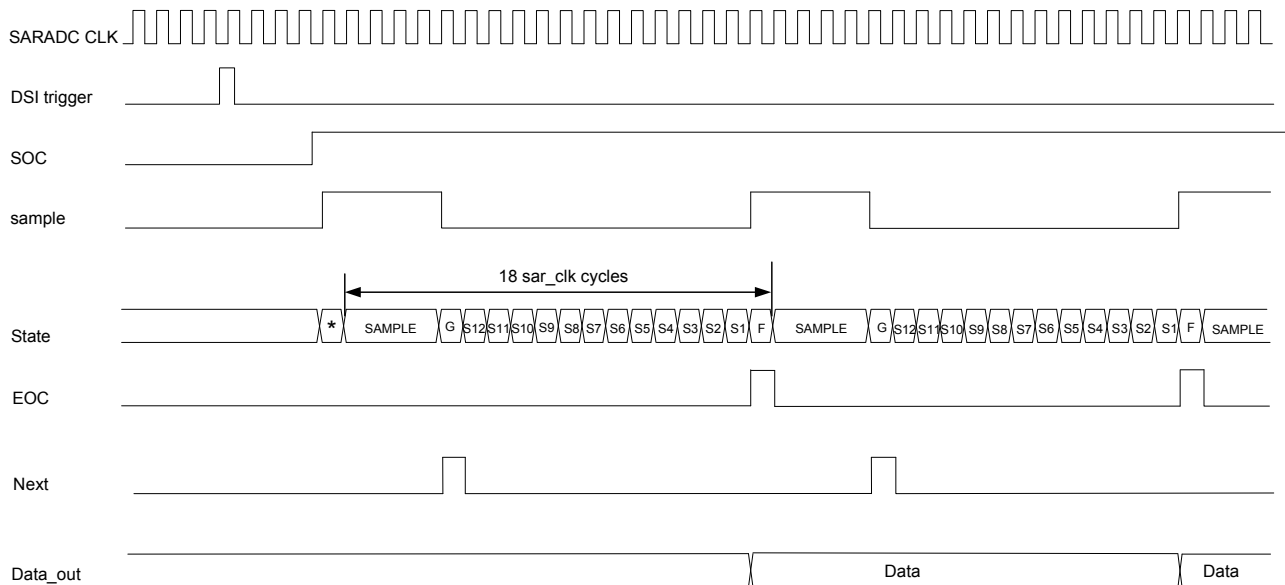 SARADC CLK
DSI trigger
SOC
sample
18 sar_clk cycles
State * SAMPLE G S12 S11 S10 S9 S8 S7 S6 S5 S4 S3 S2 S1 F SAMPLE G S12 S11 S10 S9 S8 S7 S6 S5 S4 S3 S2 S1 F SAMPLE
EOC
Next
Data_out Data Data